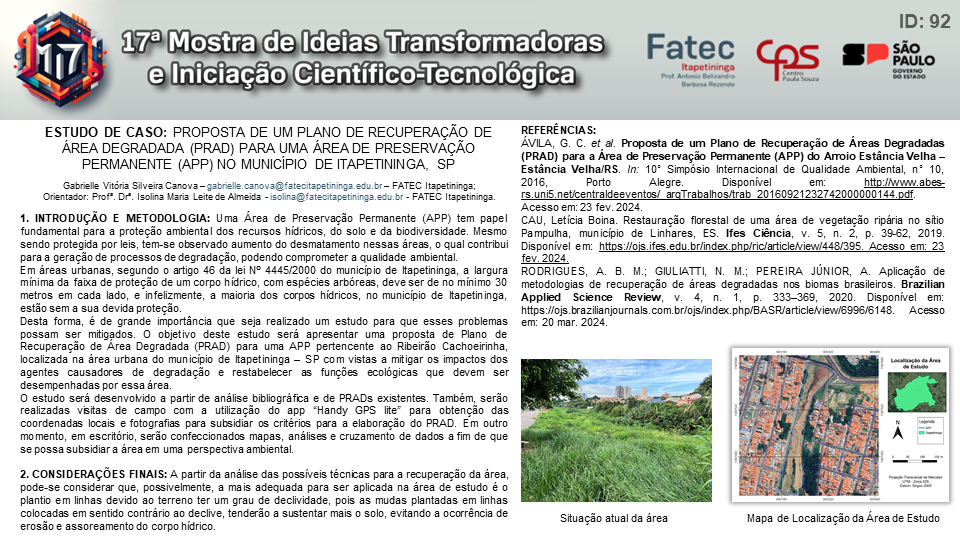 ID: 92
17
17ª Mostra de Ideias Transformadoras
e Iniciação Científico-Tecnológica
Fatec
Itapetininga
Prof. Antonio Belizandro
Barbosa Rezende
CPS
Centro
Paula Souza
SP
SÃO PAULO
GOVERNO
DO ESTADO
ESTUDO DE CASO: PROPOSTA DE UM PLANO DE RECUPERAÇÃO DE
ÁREA DEGRADADA (PRAD) PARA UMA ÁREA DE PRESERVAÇÃO
PERMANENTE (APP) NO MUNICÍPIO DE ITAPETININGA, SP
Gabrielle Vitória Silveira Canova – gabrielle.canova@fatecitapetininga.edu.br – FATEC Itapetininga;
Orientador: Profª. Drª. Isolina Maria Leite de Almeida - isolina@fatecitapetininga.edu.br - FATEC Itapetininga.
1. INTRODUÇÃO E METODOLOGIA: Uma Área de Preservação Permanente (APP) tem papel
fundamental para a proteção ambiental dos recursos hídricos, do solo e da biodiversidade. Mesmo
sendo protegida por leis, tem-se observado aumento do desmatamento nessas áreas, o qual contribui
para a geração de processos de degradação, podendo comprometer a qualidade ambiental.
Em áreas urbanas, segundo o artigo 46 da lei Nº 4445/2000 do município de Itapetininga, a largura
mínima da faixa de proteção de um corpo hídrico, com espécies arbóreas, deve ser de no mínimo 30
metros em cada lado, e infelizmente, a maioria dos corpos hídricos, no município de Itapetininga,
estão sem a sua devida proteção.
Desta forma, é de grande importância que seja realizado um estudo para que esses problemas
possam ser mitigados. O objetivo deste estudo será apresentar uma proposta de Plano de
Recuperação de Área Degradada (PRAD) para uma APP pertencente ao Ribeirão Cachoeirinha,
localizada na área urbana do município de Itapetininga – SP com vistas a mitigar os impactos dos
agentes causadores de degradação e restabelecer as funções ecológicas que devem ser
desempenhadas por essa área.
O estudo será desenvolvido a partir de análise bibliográfica e de PRADs existentes. Também, serão
realizadas visitas de campo com a utilização do app “Handy GPS lite” para obtenção das
coordenadas locais e fotografias para subsidiar os critérios para a elaboração do PRAD. Em outro
momento, em escritório, serão confeccionados mapas, análises e cruzamento de dados a fim de que
se possa subsidiar a área em uma perspectiva ambiental.
2. CONSIDERAÇÕES FINAIS: A partir da análise das possíveis técnicas para a recuperação da área,
pode-se considerar que, possivelmente, a mais adequada para ser aplicada na área de estudo é o
plantio em linhas devido ao terreno ter um grau de declividade, pois as mudas plantadas em linhas
colocadas em sentido contrário ao declive, tenderão a sustentar mais o solo, evitando a ocorrência de
erosão e assoreamento do corpo hídrico.
REFERÊNCIAS:
ÁVILA, G. C. et al. Proposta de um Plano de Recuperação de Áreas Degradadas
(PRAD) para a Área de Preservação Permanente (APP) do Arroio Estância Velha –
Estância Velha/RS. In: 10° Simpósio Internacional de Qualidade Ambiental, n° 10,
2016, Porto Alegre. Disponível em: http://www.abes-
rs.uni5.net/centraldeeventos/_arqTrabalhos/trab_20160921232742000000144.pdf.
Acesso em: 23 fev. 2024.
CAU, Letícia Boina. Restauração florestal de uma área de vegetação ripária no sítio
Pampulha, município de Linhares, ES. Ifes Ciência, v. 5, n. 2, p. 39-62, 2019.
Disponível em: https://ojs.ifes.edu.br/index.php/ric/article/view/448/395. Acesso em: 23
fev. 2024.
RODRIGUES, A. B. M.; GIULIATTI, N. M.; PEREIRA JÚNIOR, A. Aplicação de
metodologias de recuperação de áreas degradadas nos biomas brasileiros. Brazilian
Applied Science Review, v. 4, n. 1, p. 333–369, 2020. Disponível em:
https://ojs.brazilianjournals.com.br/ojs/index.php/BASR/article/view/6996/6148. Acesso
em: 20 mar. 2024.
Localização da Área
de Estudo
N
Legenda
Itapetininga
Projeção Transversal de Mercator
Situação atual da área
Mapa de Localização da Área de Estudo